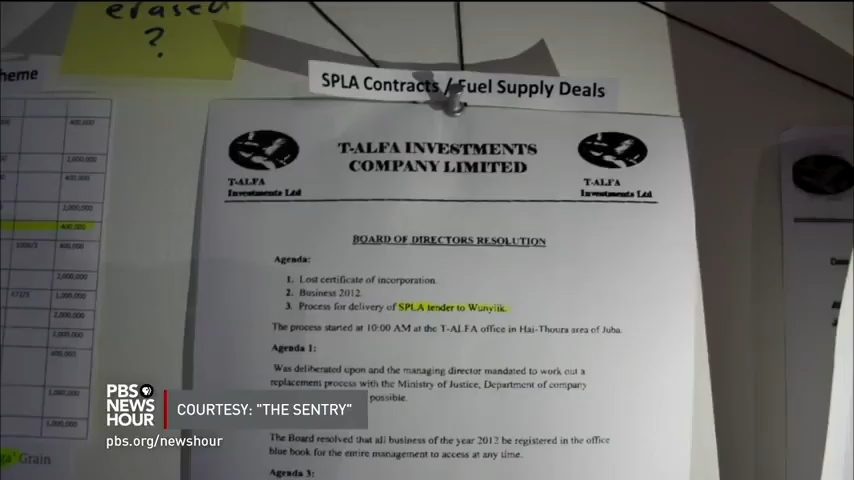 erased
?
heme
SPLA Contracts / Fuel Supply Deals
400,000
2,000,000
400,000
2,000,000
400,000
400,000
2,000,000
1,000,000
2,000,000
2,000,000
400,000
1,000,000
1,000,000
Grain
T-ALFA INVESTMENTS
COMPANY LIMITED
T-ALFA
Investments Ltd
T-ALFA
Investments Ltd
BOARD OF DIRECTORS RESOLUTION
Agenda:
1. Lost certificate of incorporation.
2. Business 2012
3. Process for delivery of SPLA tender to Wunyiik.
The process started at 10:00 AM at the T-ALFA office in Hai-Thoura area of Juba.
Agenda 1:
Was deliberated upon and the managing director mandated to work out a
replacement process with the Ministry of Justice, Department of company
possible.
The Board resolved that all business of the year 2012 be registered in the office
blue book for the entire management to access at any time.
Agenda 3:
PBS
NEWS
HOUR
COURTESY: "THE SENTRY"
pbs.org/newshour